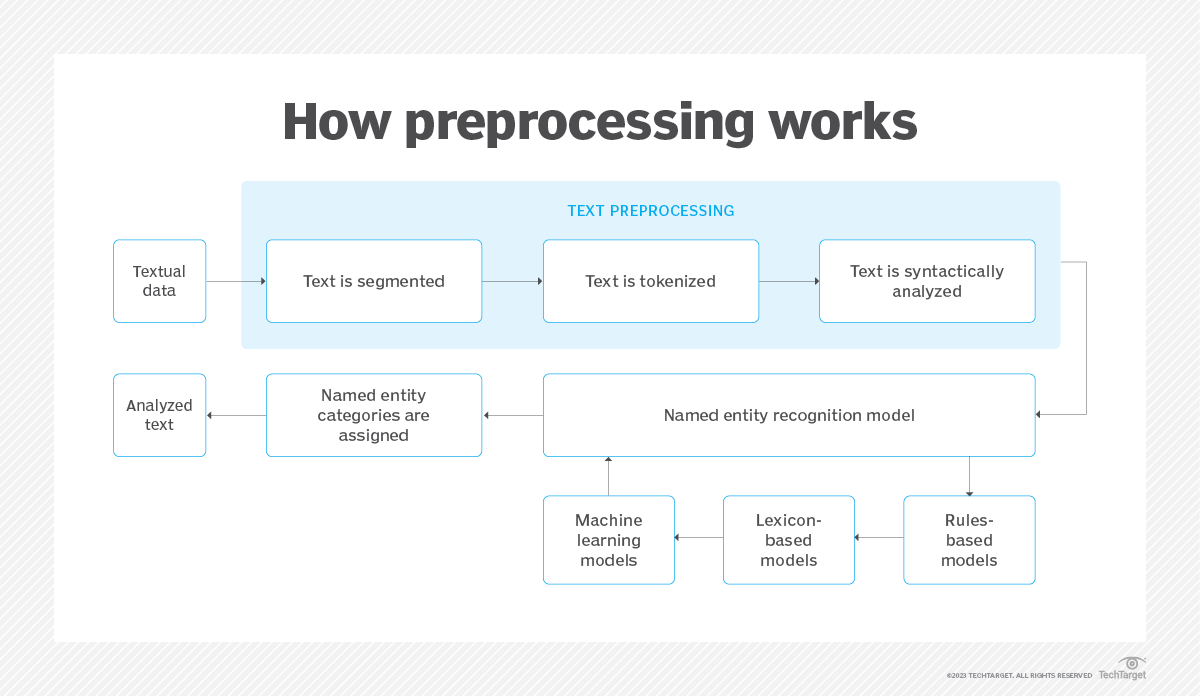 How preprocessing works
TEXT PREPROCESSING
Textual
data
Text is segmented
Text is tokenized
Text is syntactically
analyzed
Analyzed
text
Named entity
categories are
assigned
Named entity recognition model
Machine
learning
models
Lexicon-
based
models
Rules-
based
models
©2023 TECHTARGET. ALL RIGHTS RESERVED
TechTarget